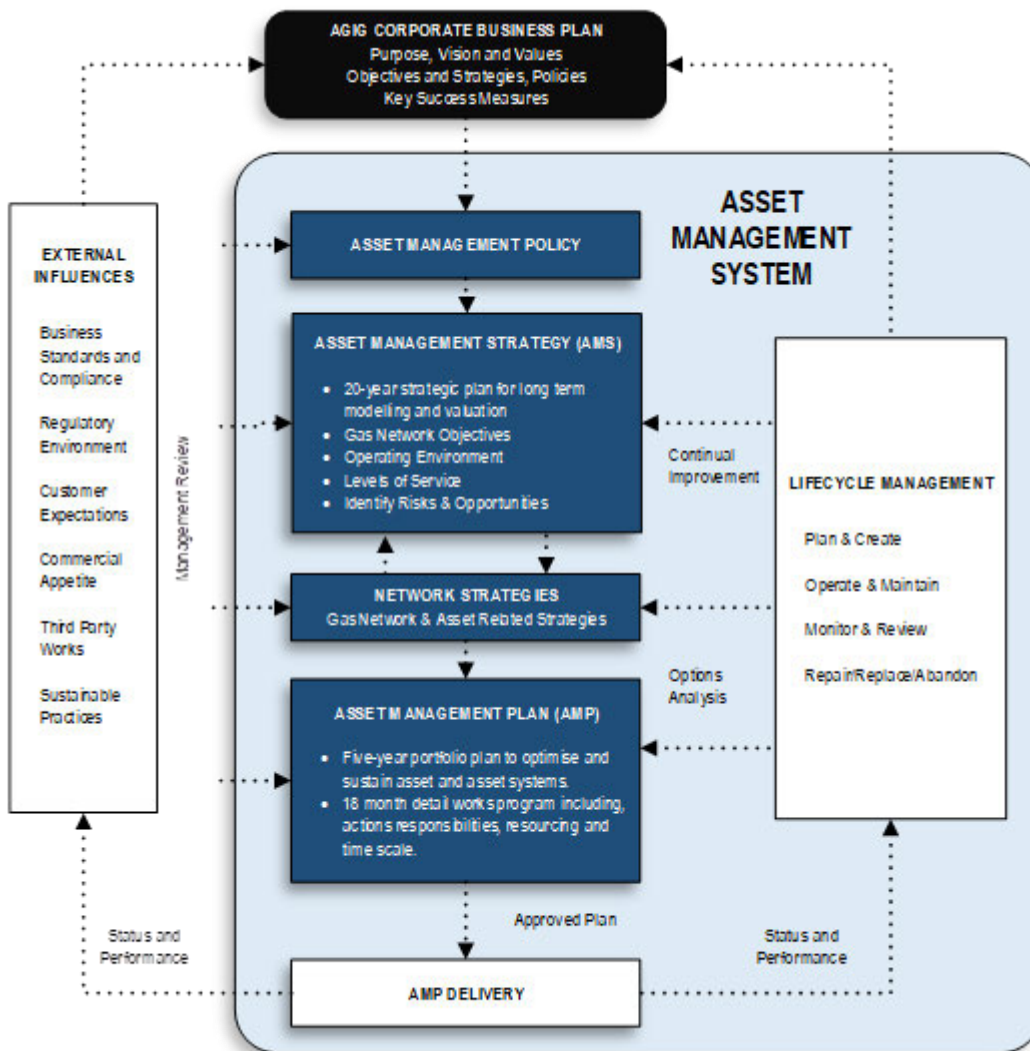 AGIG CORPORATE BUSINESS PLAN
Purpose, Vision and Values
Objectives and Strategies, Policies
Key Success Measures
ASSET
MANAGEMENT
SYSTEM
EXTERNAL
INFLUENCES
Business
Standards and
Compliance
Regulatory
Environment
Customer
Expectations
Commercial
Appetite
Third Party
Works
Sustainable
Practices
Management Review
ASSET MANAGEMENT POLICY
ASSET MANAGEMENT STRATEGY (AMS)
• 20-year strategic plan for long term
modelling and valuation
• Gas Network Objectives
• Operating Environment
• Levels of Service
• Identify Risks & Opportunities
Continual
Improvement
NETWORK STRATEGIES
Gas Network & Asset Related Strategies
Options
Analysis
ASSET MANAGEMENT PLAN (AMP)
• Five-year portfolio plan to optimise and
sustain asset and asset systems.
• 18 month detail works program including,
actions responsibilities, resourcing and
time scale.
LIFECYCLE MANAGEMENT
Plan & Create
Operate & Maintain
Monitor & Review
Repair/Replace/Abandon
Status and
Performance
Approved Plan
Status and
Performance
AMP DELIVERY